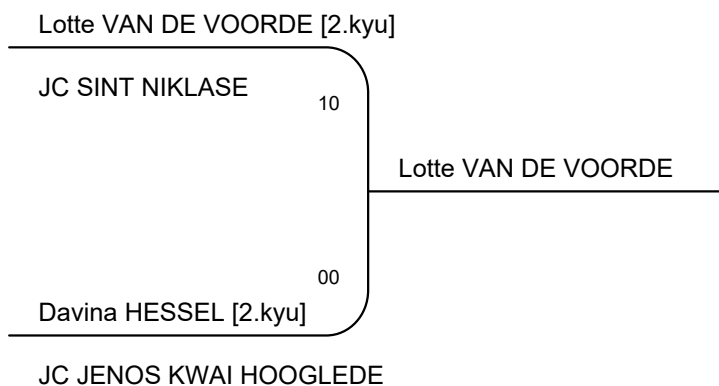 Lotte VAN DE VOORDE [2.kyu]
JC SINT NIKLASE
10
Lotte VAN DE VOORDE
00
Davina HESSEL [2.kyu]
JC JENOS KWAI HOOGLEDE